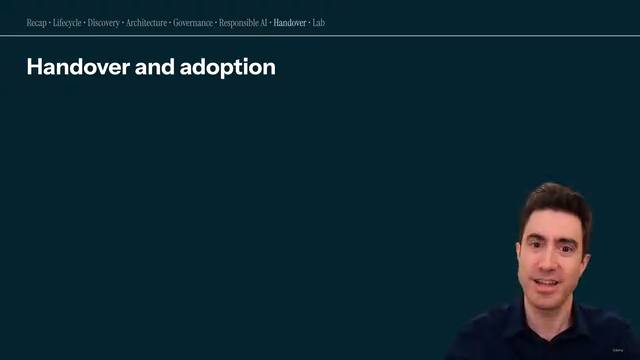 Recap • Lifecycle • Discovery • Architecture • Governance • Responsible AI • Handover • Lab
Handover and adoption